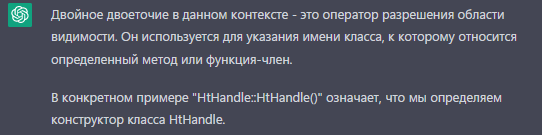 Двойное двоеточие в данном контексте - это оператор разрешения области
видимости. Он используется для указания имени класса, к которому относится
определенный метод или функция-член.
В конкретном примере "HtHandle::HtHandle()" означает, что мы определяем
конструктор класса HtHandle.